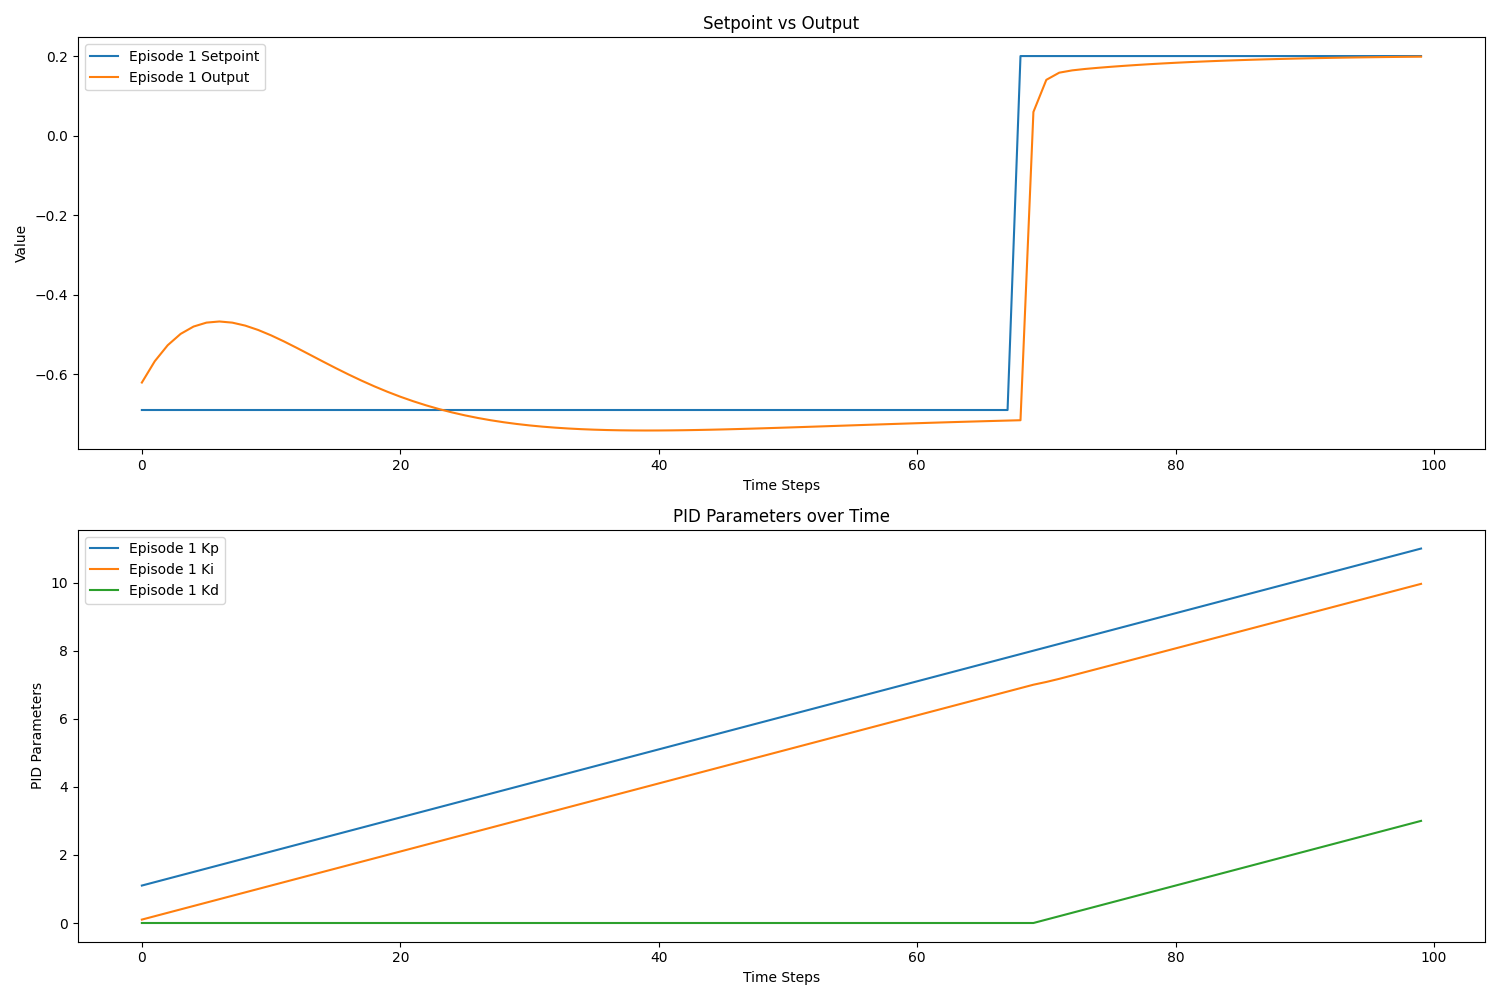 Setpoint vs Output
Episode 1 Setpoint
Episode 1 Output
Value
0.2
0.0
−0.2
−0.4
−0.6
0 20 40 60 80 100
Time Steps
PID Parameters over Time
Episode 1 Kp
Episode 1 Ki
Episode 1 Kd
PID Parameters
10
8
6
4
2
0
0 20 40 60 80 100
Time Steps